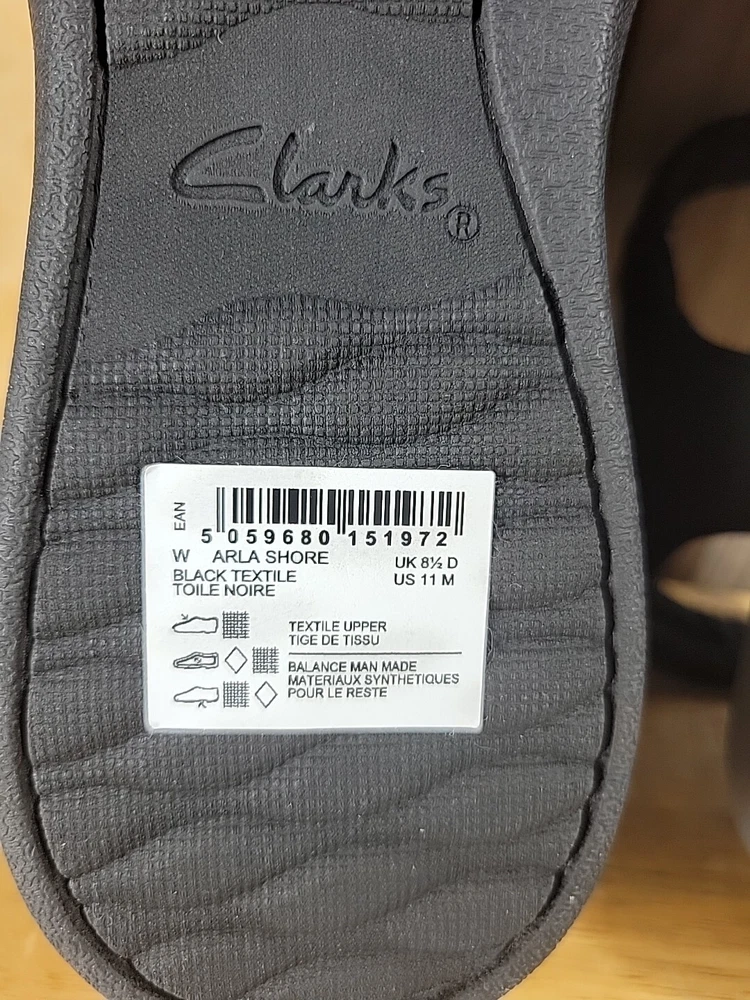 Clarks®
EAN
5 059680 151972
W ARLA SHORE
UK 8½ D
BLACK TEXTILE
US 11 M
TOILE NOIRE
TEXTILE UPPER
TIGE DE TISSU
BALANCE MAN MADE
MATERIAUX SYNTHETIQUES
POUR LE RESTE